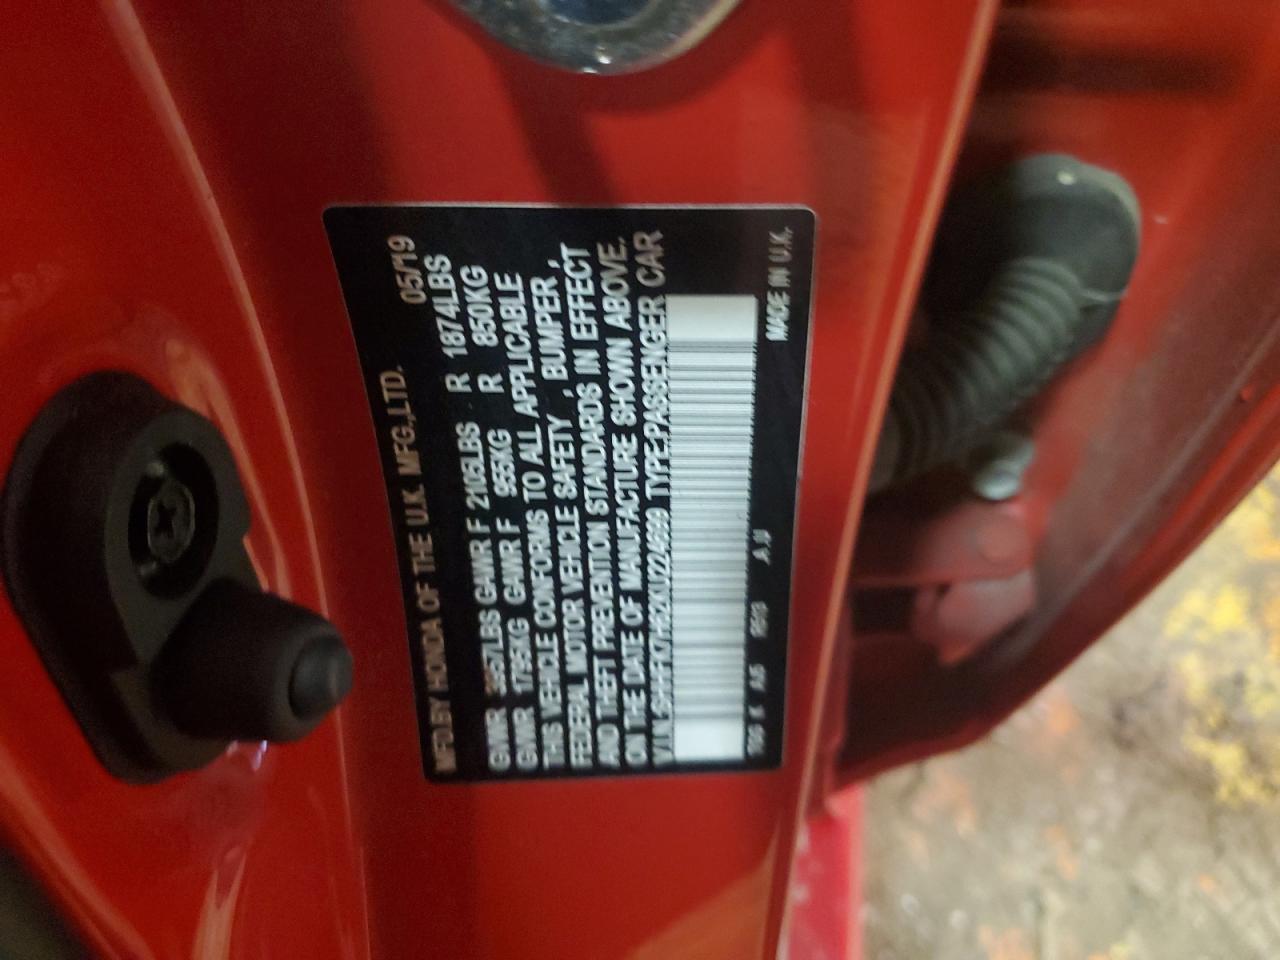 MFD.BY HONDA OF THE U.K. MFG.,LTD. 05/19
GVWR 3957LBS GAWR F 2105LBS R 1874LBS
GVWR 1795KG GAWR F 955KG R 850KG
THIS VEHICLE CONFORMS TO ALL APPLICABLE
FEDERAL MOTOR VEHICLE SAFETY , BUMPER ,
AND THEFT PREVENTION STANDARDS IN EFFECT
ON THE DATE OF MANUFACTURE SHOWN ABOVE.
TYPE:PASSENGER CAR
K A5 R513 A.U
MADE IN U.K.